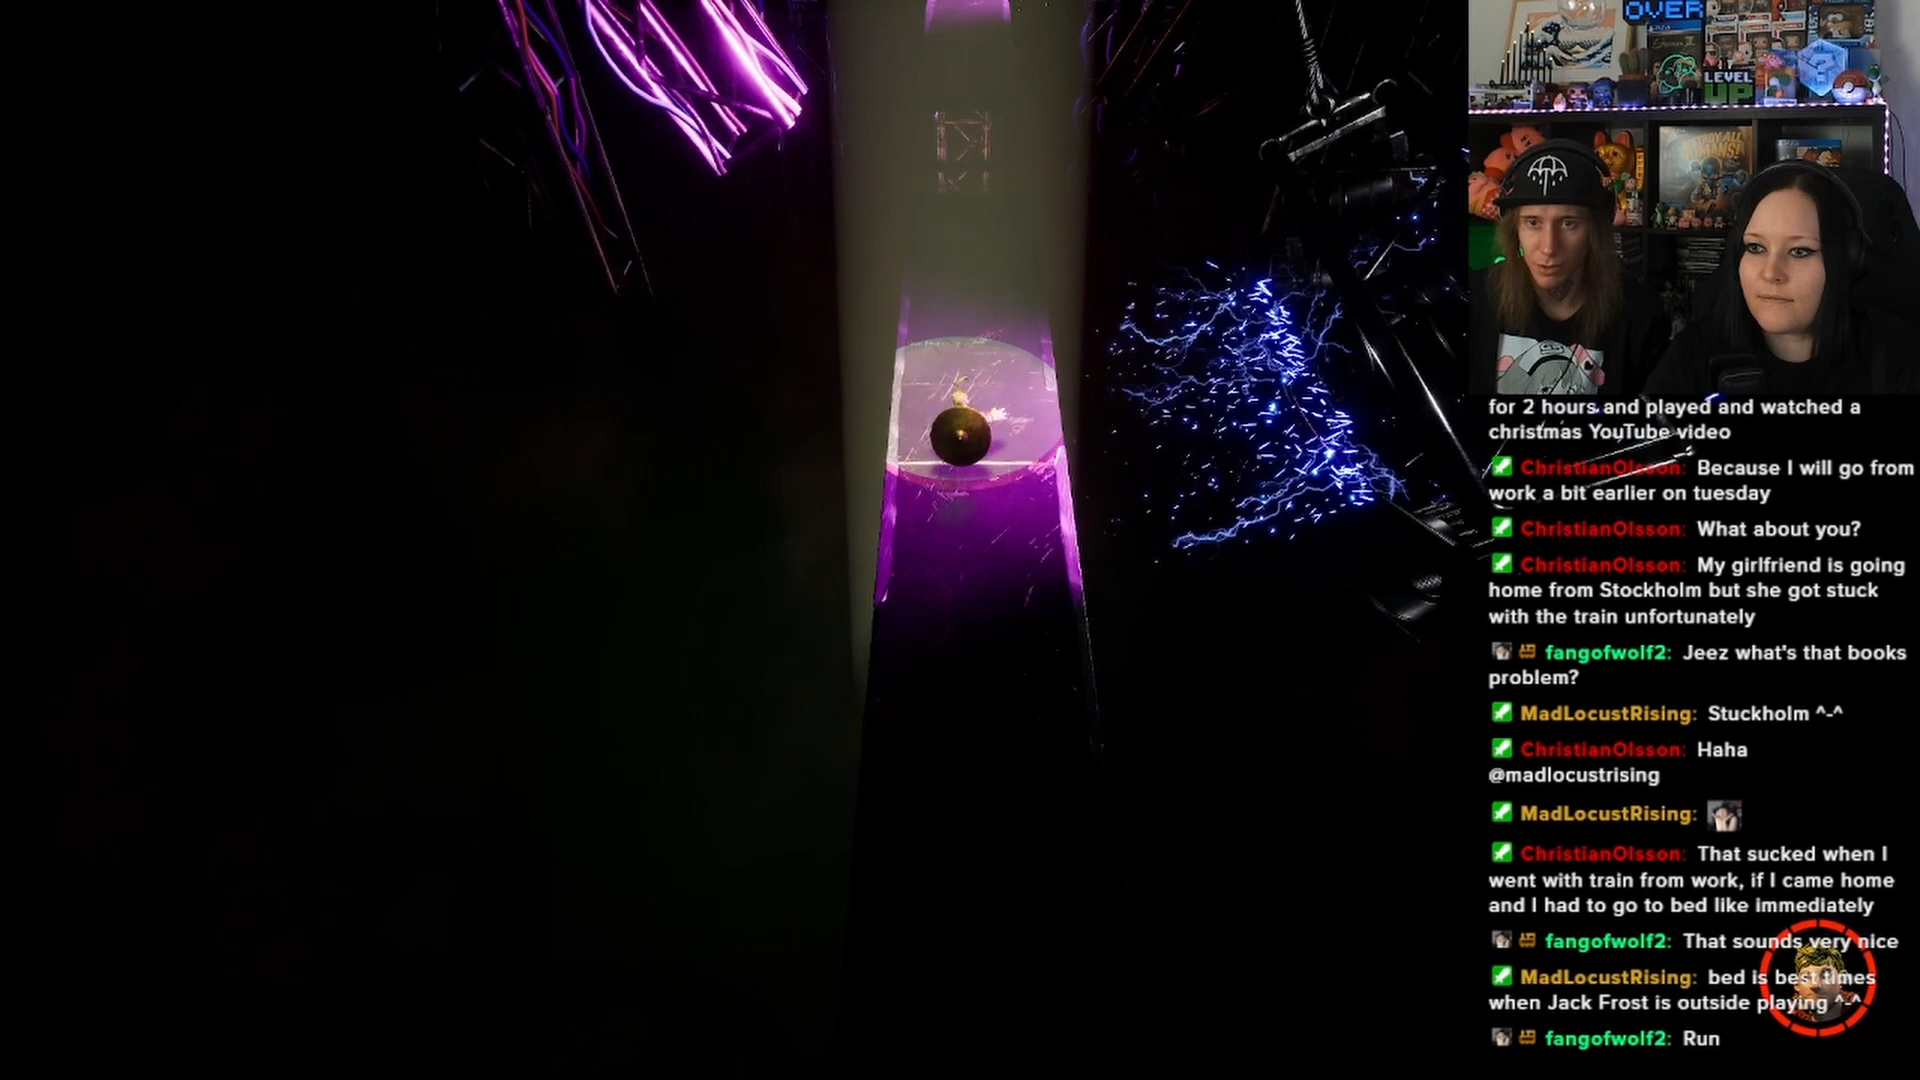 OVER
LEVEL
UP
for 2 hours and played and watched a
christmas YouTube video
ChristianOlsson: Because I will go from
work a bit earlier on tuesday
ChristianOlsson: What about you?
ChristianOlsson: My girlfriend is going
home from Stockholm but she got stuck
with the train unfortunately
fangofwolf2: Jeez what's that books
problem?
MadLocustRising: Stuckholm ^-^
ChristianOlsson: Haha
@madlocustrising
MadLocustRising:
ChristianOlsson: That sucked when I
went with train from work, if I came home
and I had to go to bed like immediately
fangofwolf2: That sounds very nice
MadLocustRising: bed is best times
when Jack Frost is outside playing ^-^
fangofwolf2: Run